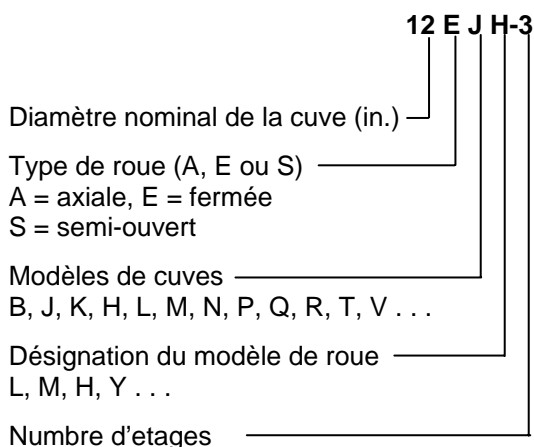 12 E J H-3
Diamètre nominal de la cuve (in.)
Type de roue (A, E ou S)
A = axiale, E = fermée
S = semi-ouvert
Modèles de cuves
B, J, K, H, L, M, N, P, Q, R, T, V . . .
Désignation du modèle de roue
L, M, H, Y . . .
Numbre d'etages